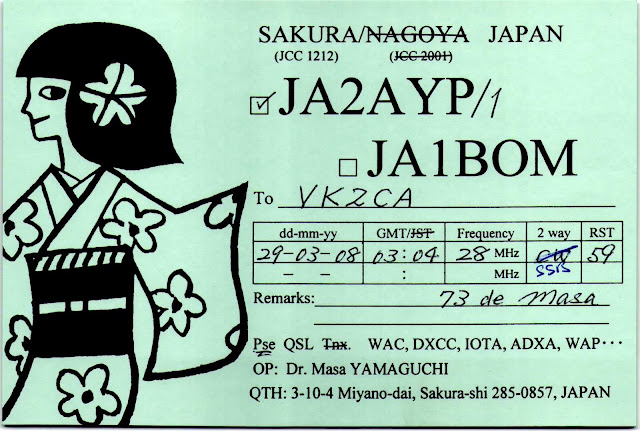 SAKURA/NAGOYA JAPAN
(JCC 1212) (JCC 2001)
☑JA2AYP/1
☐JA1BOM
To VK2CA
dd-mm-yy GMT/JST Frequency 2 way RST
29-03-08 03:04 28 MHz CW SSB 59
– – : MHz
Remarks: 73 de Masa
Pse QSL Tnx. WAC, DXCC, IOTA, ADXA, WAP···
OP: Dr. Masa YAMAGUCHI
QTH: 3-10-4 Miyano-dai, Sakura-shi 285-0857, JAPAN